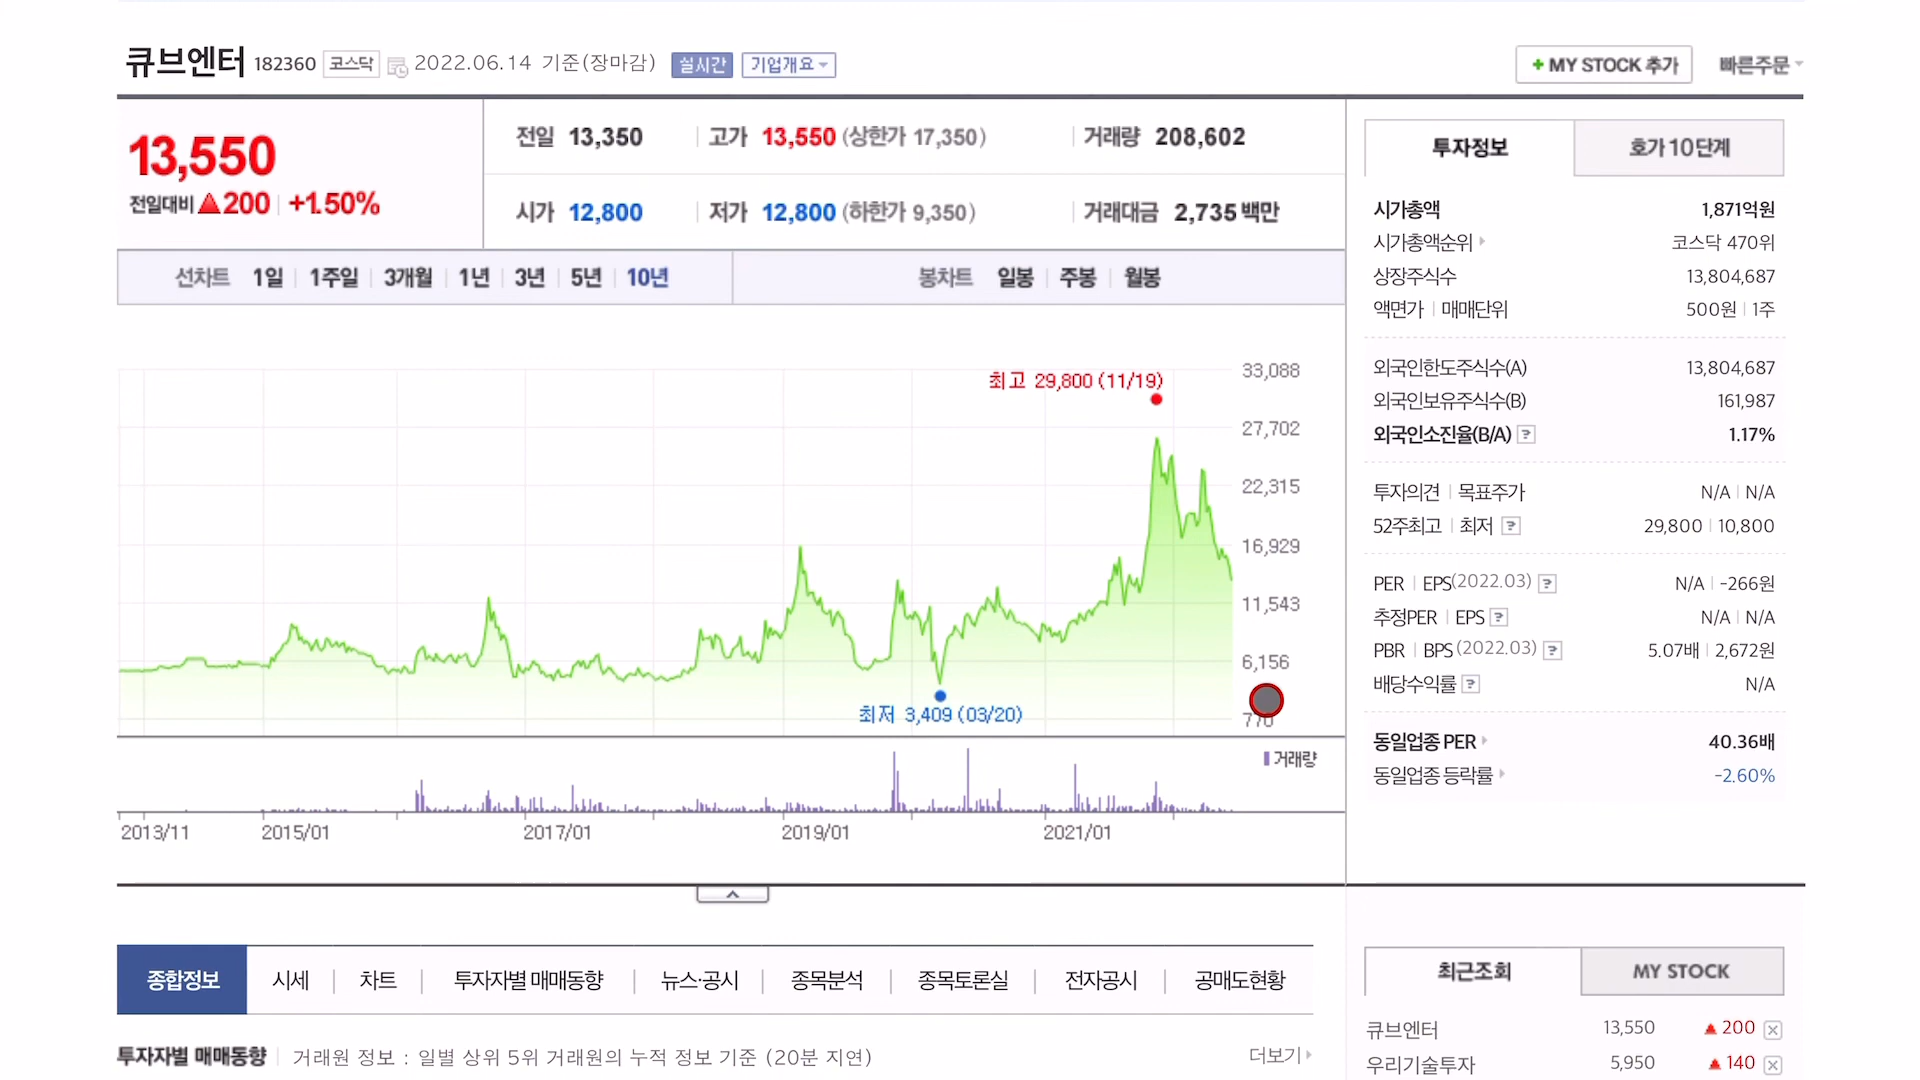 큐브엔터 182360 코스닥 2022.06.14 기준(장마감) 실시간 기업개요
+ MY STOCK 추가 빠른주문
13,550
전일대비 ▲200 +1.50%
전일 13,350 고가 13,550 (상한가 17,350) 거래량 208,602
시가 12,800 저가 12,800 (하한가 9,350) 거래대금 2,735 백만
선차트 1일 1주일 3개월 1년 3년 5년 10년 봉차트 일봉 주봉 월봉
최고 29,800 (11/19)
33,088
27,702
22,315
16,929
11,543
6,156
770
최저 3,409 (03/20)
거래량
2013/11 2015/01 2017/01 2019/01 2021/01
투자정보 호가 10단계
시가총액 1,871억원
시가총액순위 코스닥 470위
상장주식수 13,804,687
액면가 매매단위 500원 1주
외국인한도주식수(A) 13,804,687
외국인보유주식수(B) 161,987
외국인소진율(B/A) ? 1.17%
투자의견 목표주가 N/A N/A
52주최고 최저 ? 29,800 10,800
PER EPS(2022.03) ? N/A -266원
추정PER EPS ? N/A N/A
PBR BPS (2022.03) ? 5.07배 2,672원
배당수익률 ? N/A
동일업종 PER 40.36배
동일업종 등락률 -2.60%
종합정보 시세 차트 투자자별 매매동향 뉴스·공시 종목분석 종목토론실 전자공시 공매도현황
투자자별 매매동향 거래원 정보 : 일별 상위 5위 거래원의 누적 정보 기준 (20분 지연) 더보기
최근조회 MY STOCK
큐브엔터 13,550 ▲ 200
우리기술투자 5,950 ▲ 140